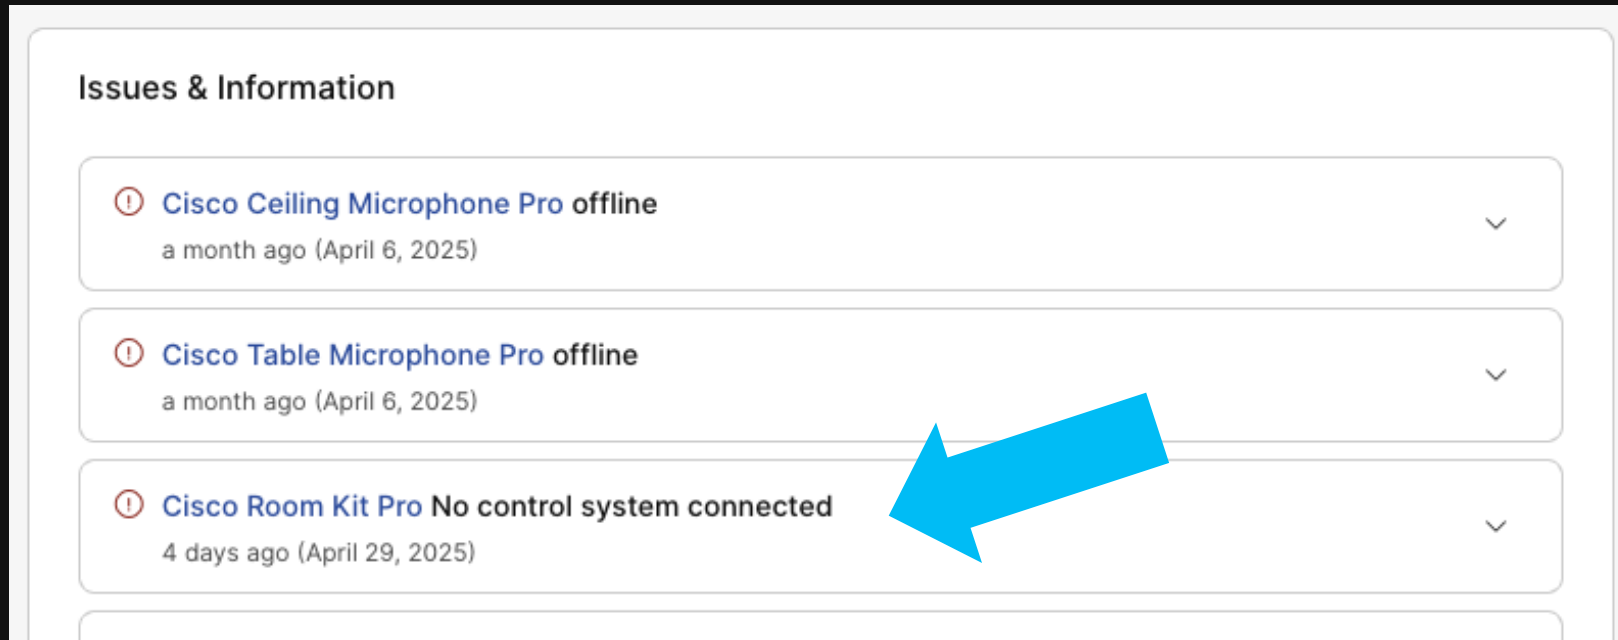 Issues & Information
Cisco Ceiling Microphone Pro offline
a month ago (April 6, 2025)
Cisco Table Microphone Pro offline
a month ago (April 6, 2025)
Cisco Room Kit Pro No control system connected
4 days ago (April 29, 2025)